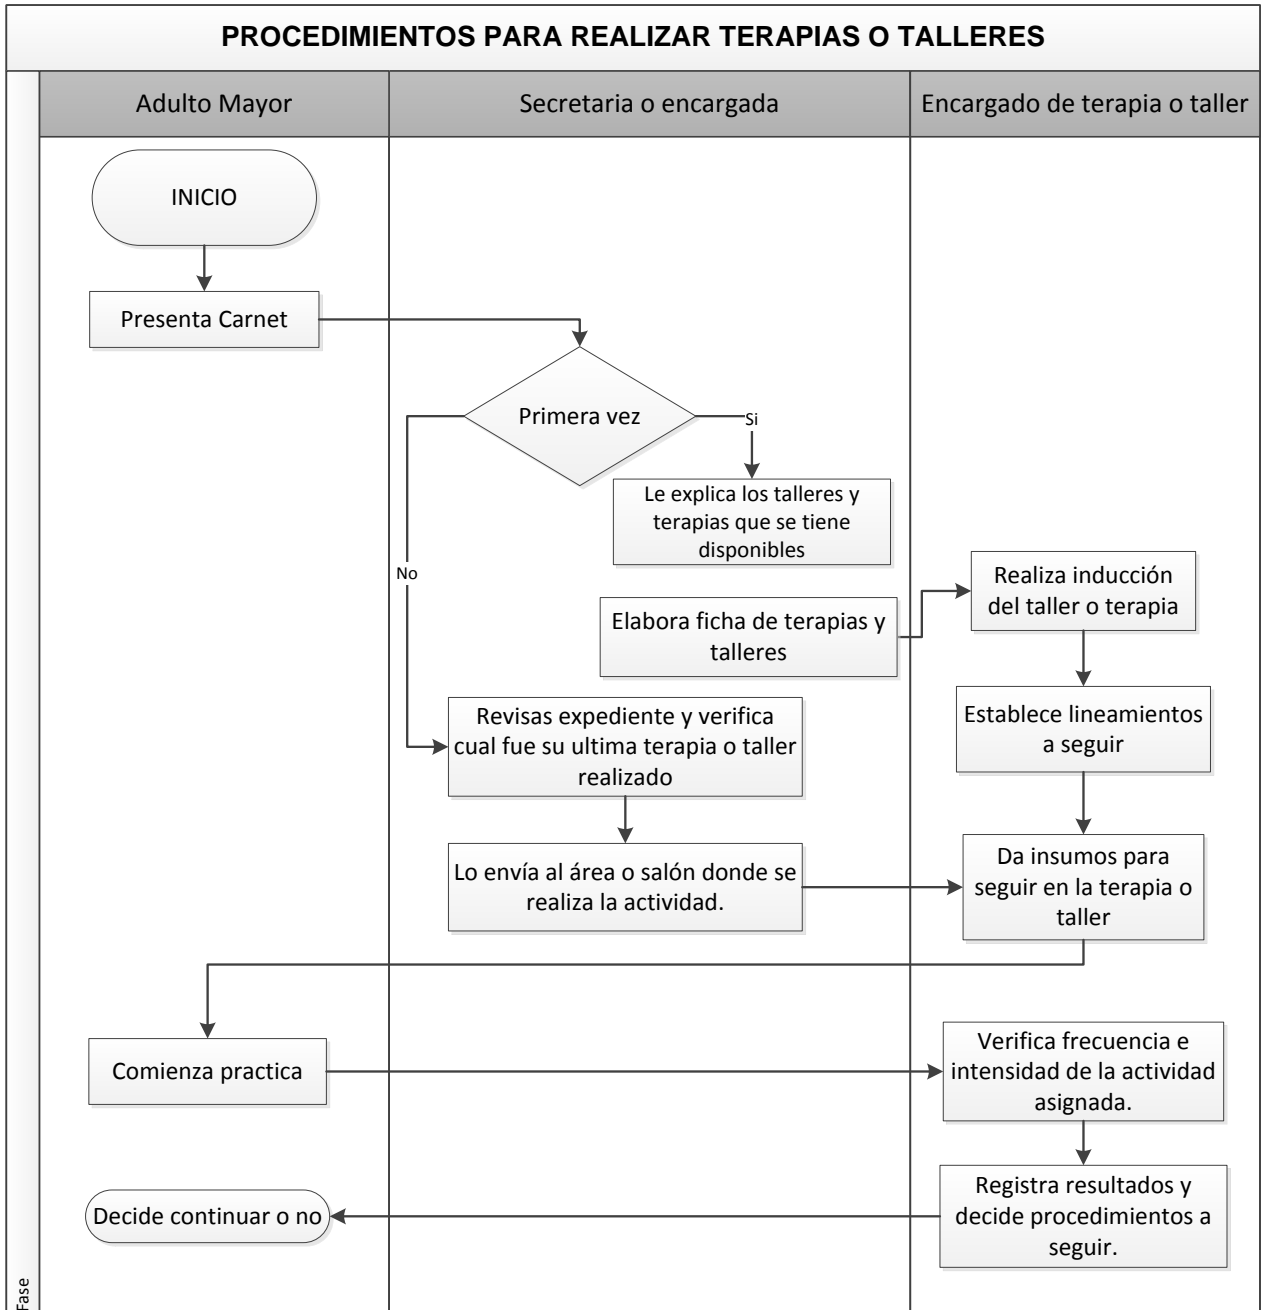 PROCEDIMIENTOS PARA REALIZAR TERAPIAS O TALLERES
Adulto Mayor
Secretaria o encargada
Encargado de terapia o taller
INICIO
Presenta Carnet
Primera vez
Si
Le explica los talleres y
terapias que se tiene
disponibles
No
Realiza inducción
del taller o terapia
Elabora ficha de terapias y
talleres
Revisas expediente y verifica
cual fue su ultima terapia o taller
realizado
Establece lineamientos
a seguir
Lo envía al área o salón donde se
realiza la actividad.
Da insumos para
seguir en la terapia o
taller
Comienza practica
Verifica frecuencia e
intensidad de la actividad
asignada.
Registra resultados y
decide procedimientos a
seguir.
Decide continuar o no
Fase